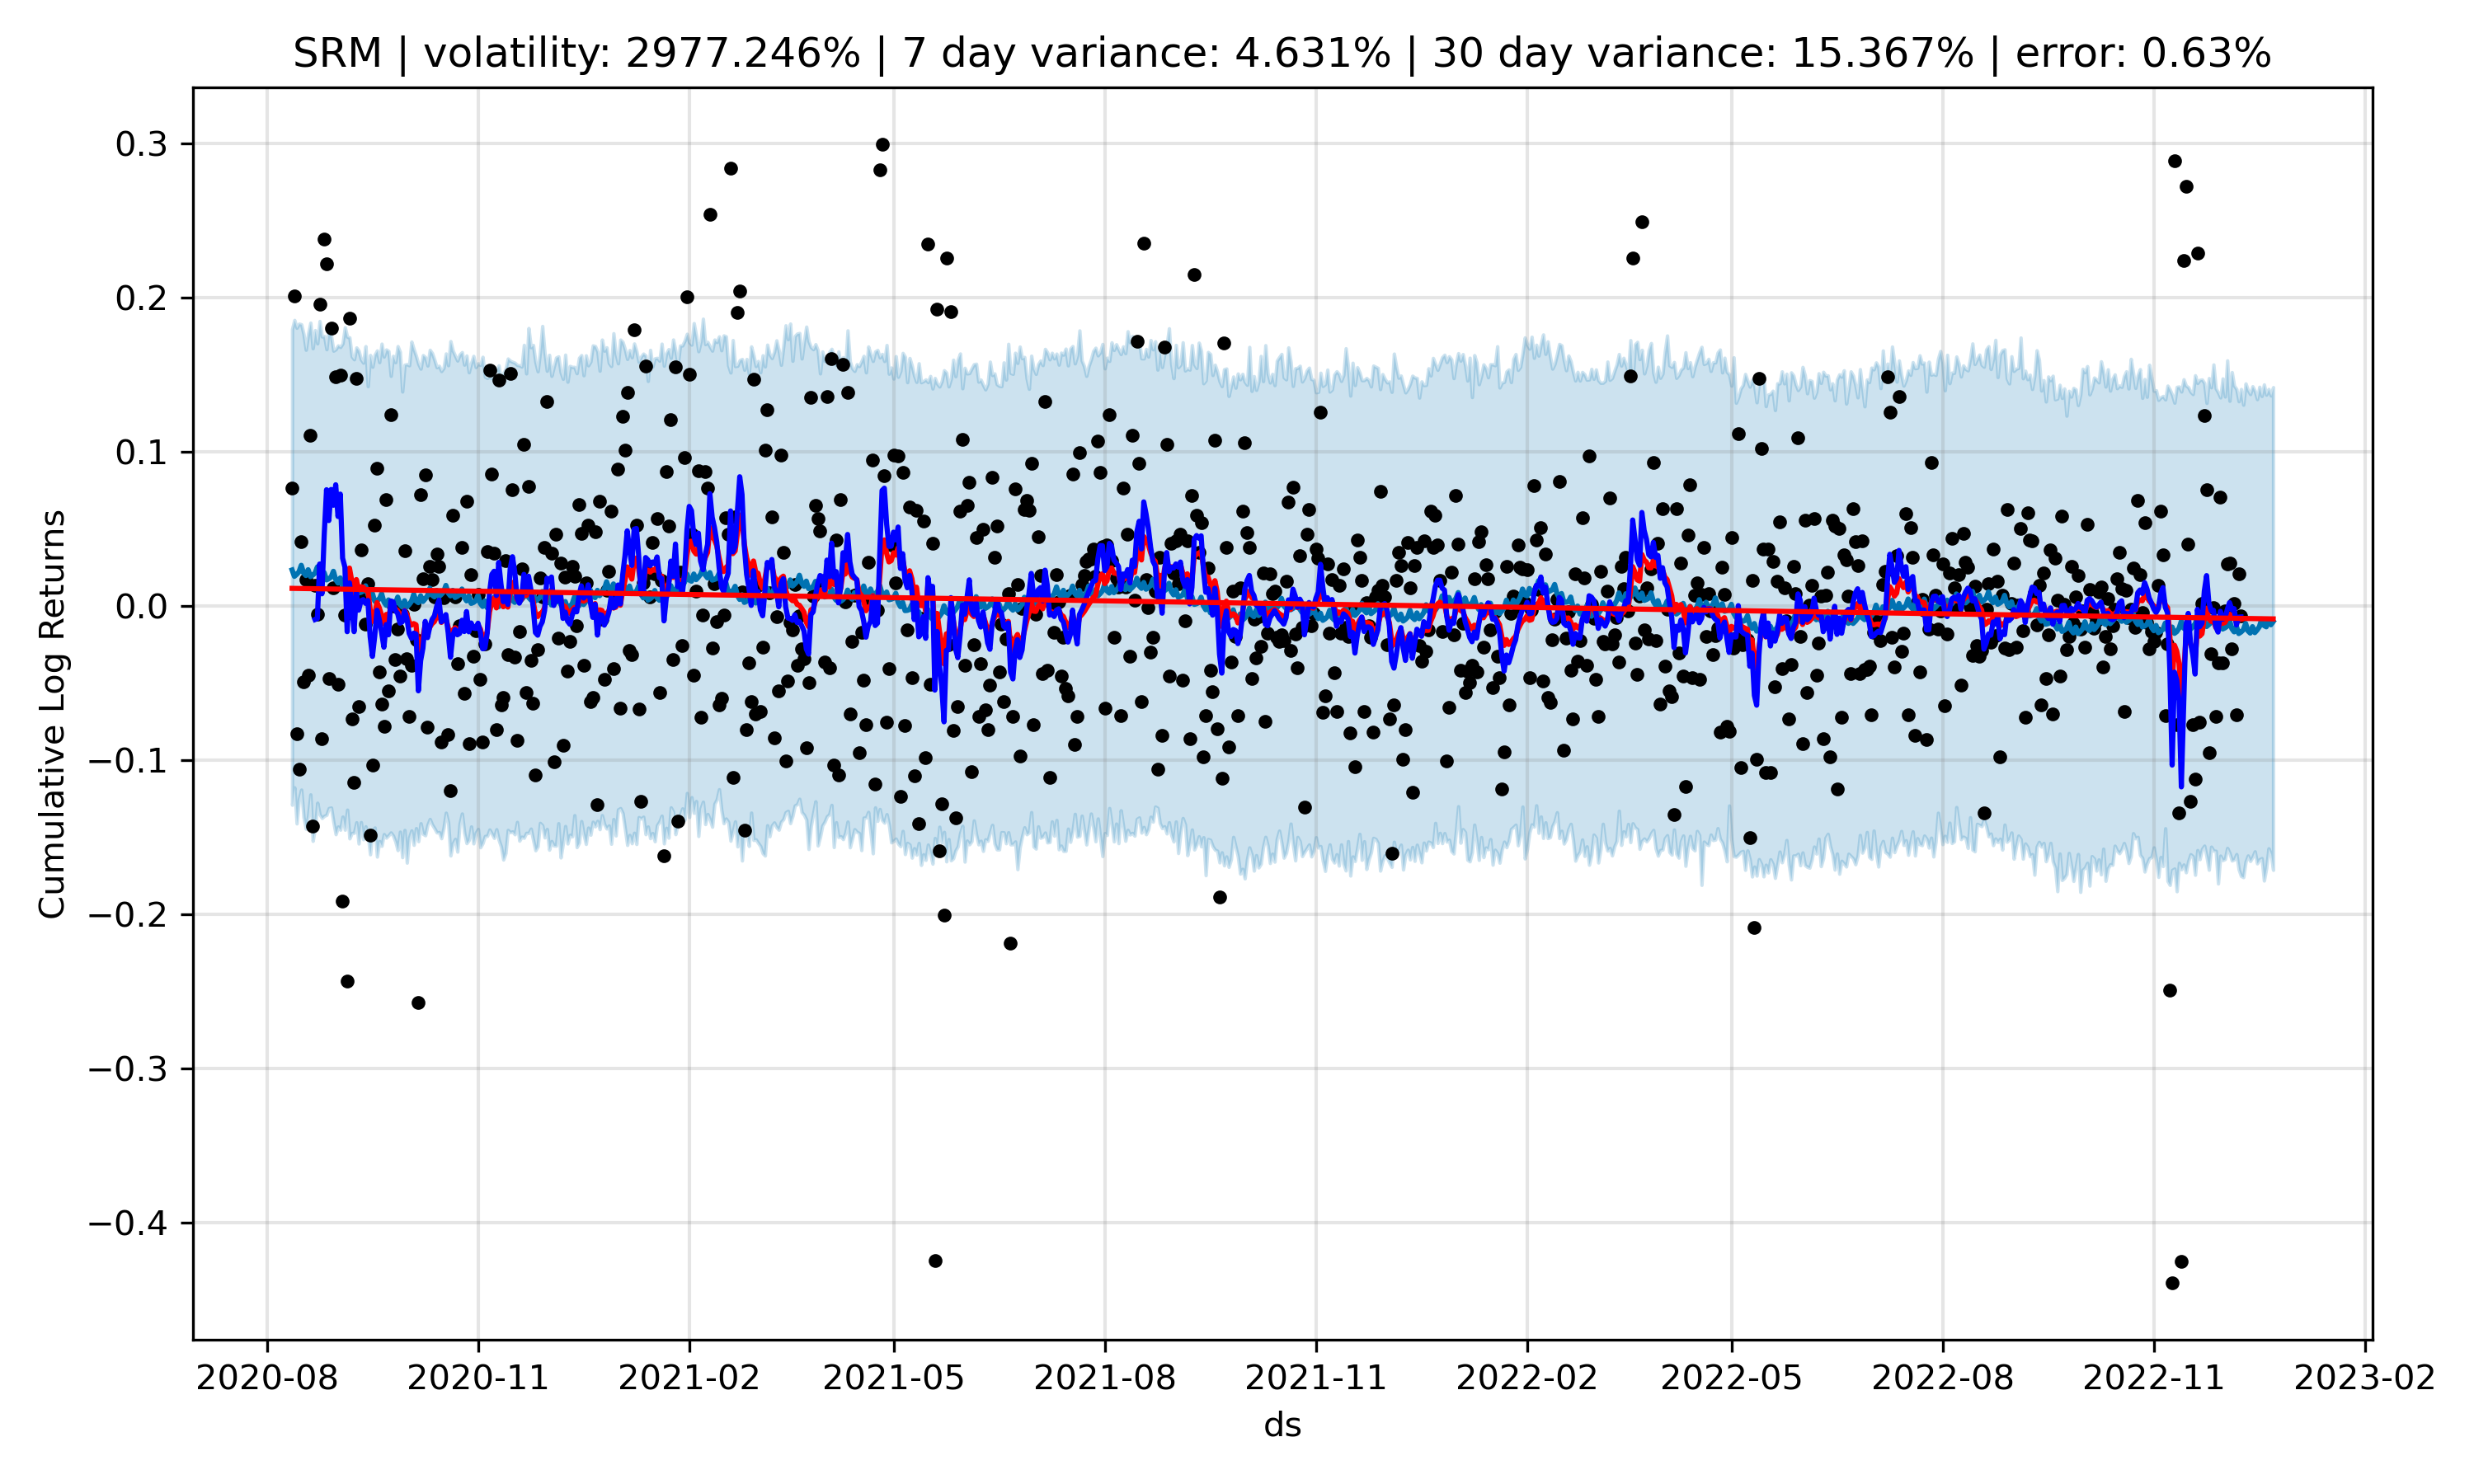 SRM | volatility: 2977.246% | 7 day variance: 4.631% | 30 day variance: 15.367% | error: 0.63%
Cumulative Log Returns
0.3
0.2
0.1
0.0
−0.1
−0.2
−0.3
−0.4
2020-08 2020-11 2021-02 2021-05 2021-08 2021-11 2022-02 2022-05 2022-08 2022-11 2023-02
ds